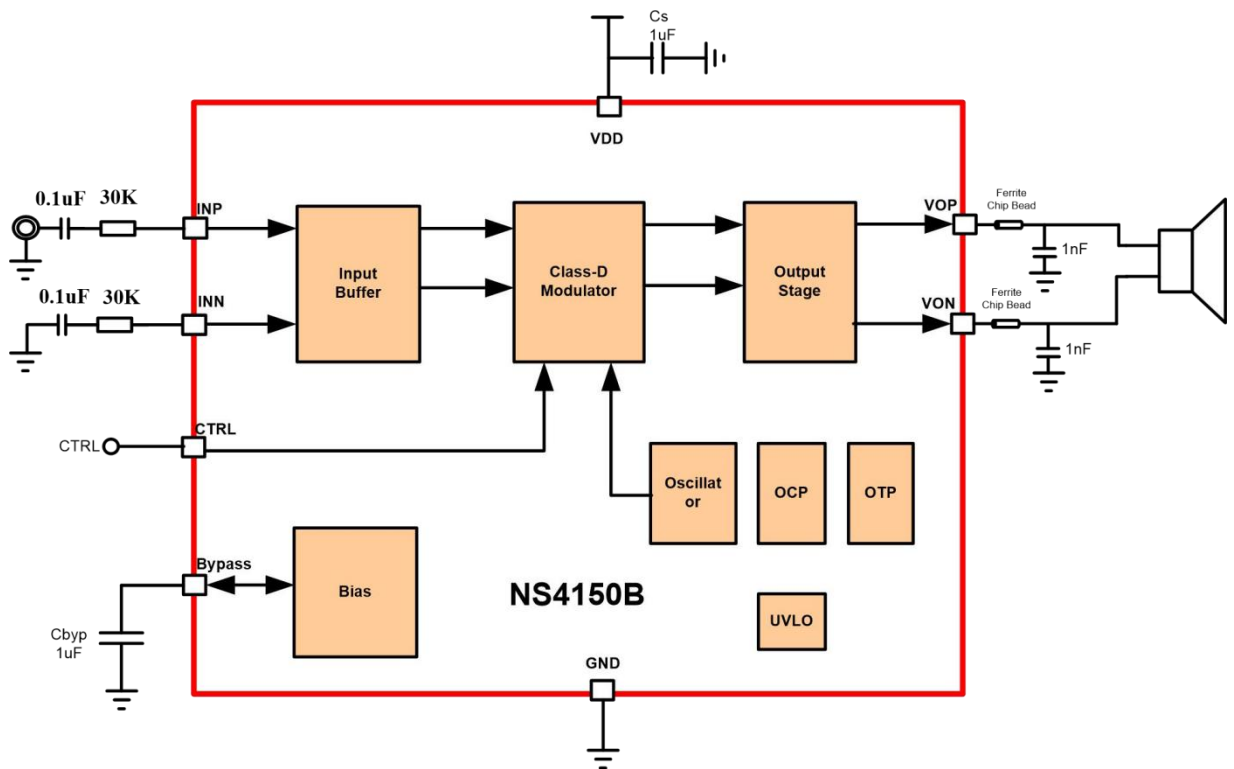 Cs
1uF
VDD
0.1uF 30K
INP
Input
Buffer
Class-D
Modulator
Output
Stage
VOP
Ferrite
Chip Bead
1nF
0.1uF 30K
INN
VON
Ferrite
Chip Bead
1nF
CTRL
CTRL
Oscillat
or
OCP
OTP
Bypass
Bias
NS4150B
UVLO
Cbyp
1uF
GND